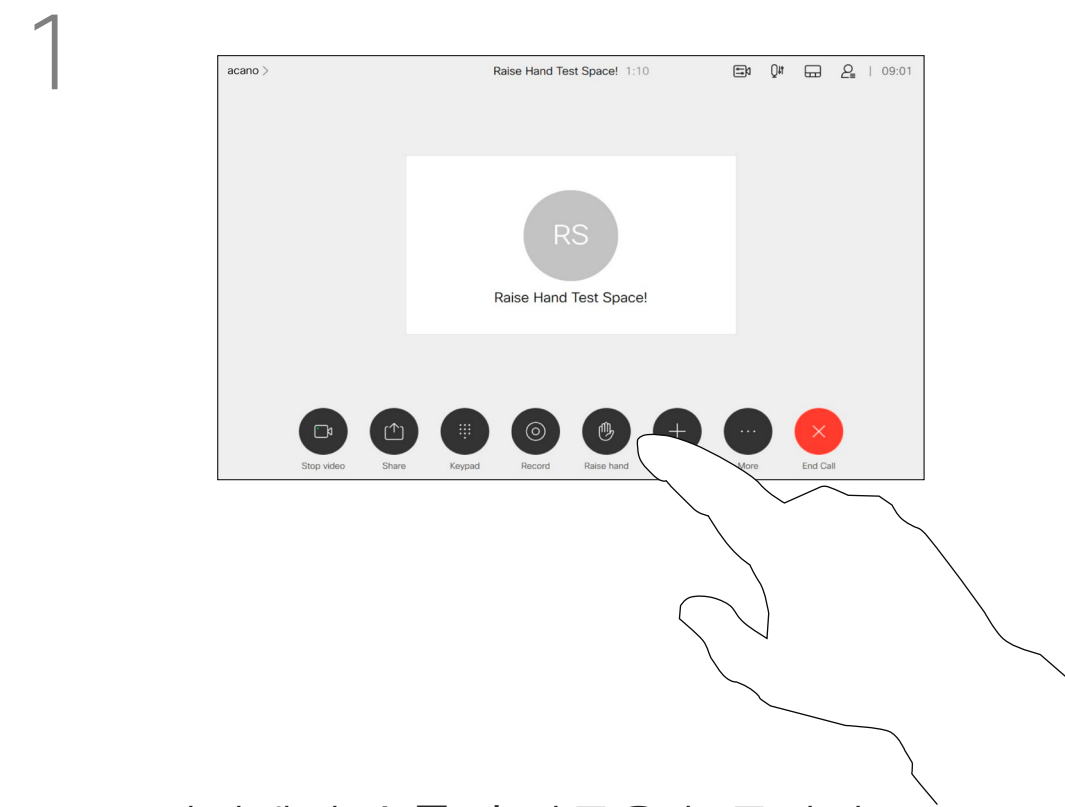 1
acano >
Raise Hand Test Space! 1:10
| 09:01
RS
Raise Hand Test Space!
Stop video Share Keypad Record Raise hand More End Call